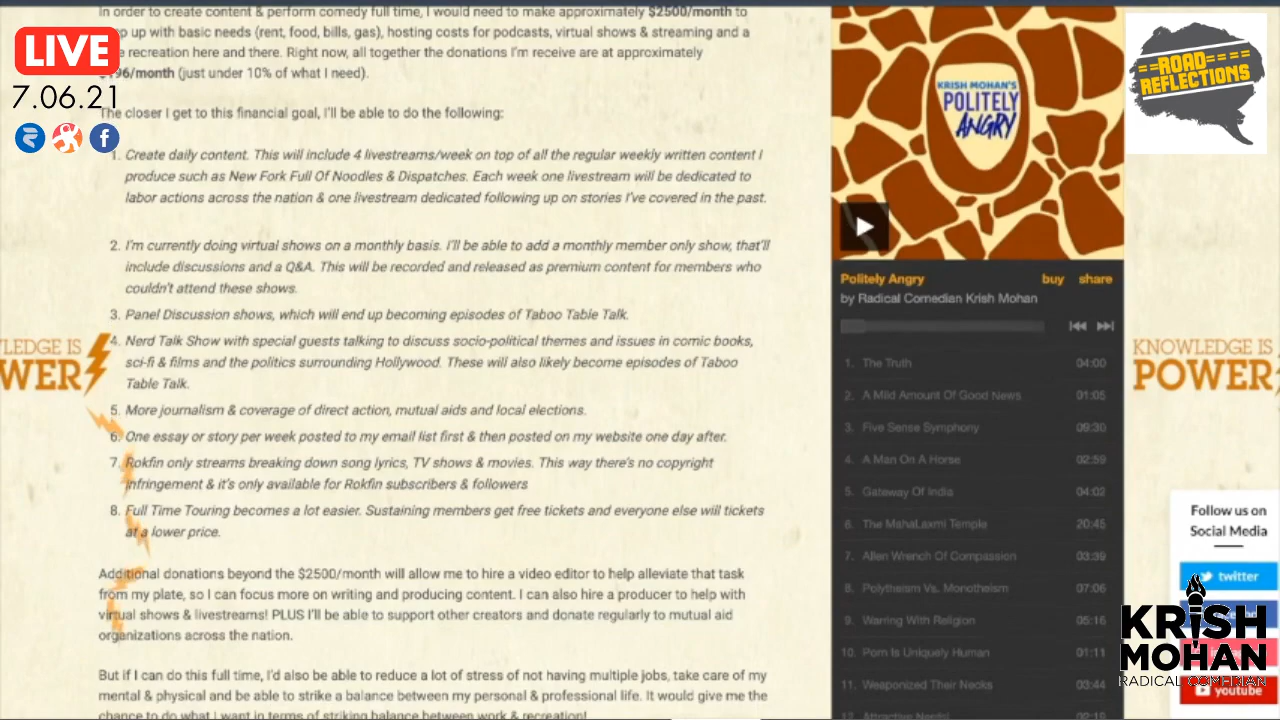 In order to create content & perform comedy full time, I would need to make approximately $2500/month to
up with basic needs (rent, food, bills, gas), hosting costs for podcasts, virtual shows & streaming and a
recreation here and there. Right now, all together the donations I'm receive are at approximately
96/month (just under 10% of what I need).
LIVE
7.06.21
The closer I get to this financial goal, I'll be able to do the following:
1. Create daily content. This will include 4 livestreams/week on top of all the regular weekly written content I
produce such as New Fork Full Of Noodles & Dispatches. Each week one livestream will be dedicated to
labor actions across the nation & one livestream dedicated following up on stories I've covered in the past.
2. I'm currently doing virtual shows on a monthly basis. I'll be able to add a monthly member only show, that'll
include discussions and a Q&A. This will be recorded and released as premium content for members who
couldn't attend these shows.
3. Panel Discussion shows, which will end up becoming episodes of Taboo Table Talk.
4. Nerd Talk Show with special guests talking to discuss socio-political themes and issues in comic books,
sci-fi & films and the politics surrounding Hollywood. These will also likely become episodes of Taboo
Table Talk.
5. More journalism & coverage of direct action, mutual aids and local elections.
6. One essay or story per week posted to my email list first & then posted on my website one day after.
7. Rokfin only streams breaking down song lyrics, TV shows & movies. This way there's no copyright
infringement & it's only available for Rokfin subscribers & followers
8. Full Time Touring becomes a lot easier. Sustaining members get free tickets and everyone else will tickets
at a lower price.
Additional donations beyond the $2500/month will allow me to hire a video editor to help alleviate that task
from my plate, so I can focus more on writing and producing content. I can also hire a producer to help with
virtual shows & livestreams! PLUS I'll be able to support other creators and donate regularly to mutual aid
organizations across the nation.
But if I can do this full time, I'd also be able to reduce a lot of stress of not having multiple jobs, take care of my
mental & physical and be able to strike a balance between my personal & professional life. It would give me the
chance to do what I want in terms of striking balance between work & recreation!
WLEDGE IS
WER
KRISH MOHAN'S
POLITELY
ANGRY
Politely Angry buy share
by Radical Comedian Krish Mohan
1. The Truth 04:00
2. A Mild Amount Of Good News 01:05
3. Five Sense Symphony 09:30
4. A Man On A Horse 02:59
5. Gateway Of India 04:02
6. The MahaLaxmi Temple 20:45
7. Allen Wrench Of Compassion 03:39
8. Polytheism Vs. Monotheism 07:06
9. Warring With Religion 05:16
10. Porn Is Uniquely Human 01:11
11. Weaponized Their Necks 03:44
12. Attractive Nerds! 02:19
==ROAD====
REFLECTIONS
KNOWLEDGE IS
POWER
Follow us on
Social Media
twitter
KRISH
MOHAN
RADICAL COMEDIAN
youtube